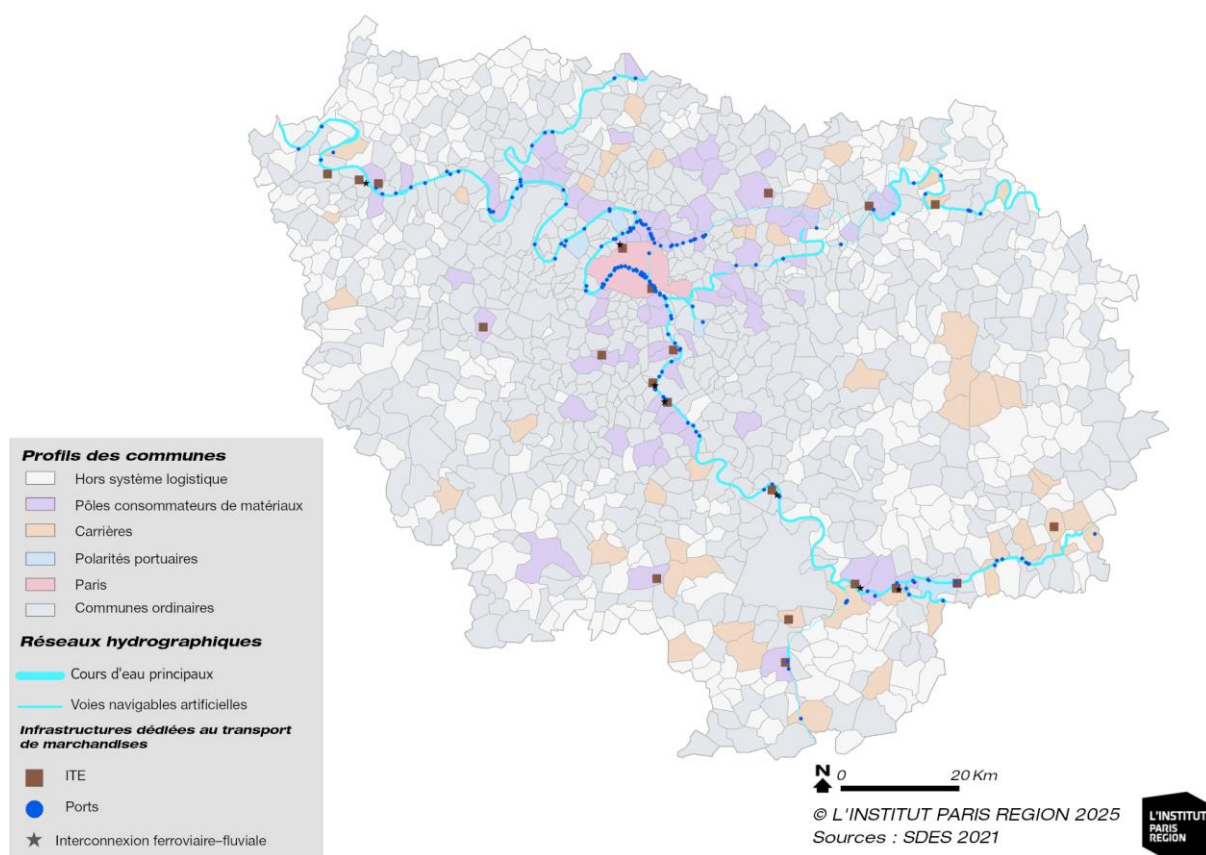 Profils des communes
Hors système logistique
Pôles consommateurs de matériaux
Carrières
Polarités portuaires
Paris
Communes ordinaires
Réseaux hydrographiques
Cours d'eau principaux
Voies navigables artificielles
Infrastructures dédiées au transport
de marchandises
ITE
Ports
Interconnexion ferroviaire–fluviale
N 0 20 Km
© L'INSTITUT PARIS REGION 2025
Sources : SDES 2021
L'INSTITUT
PARIS
REGION